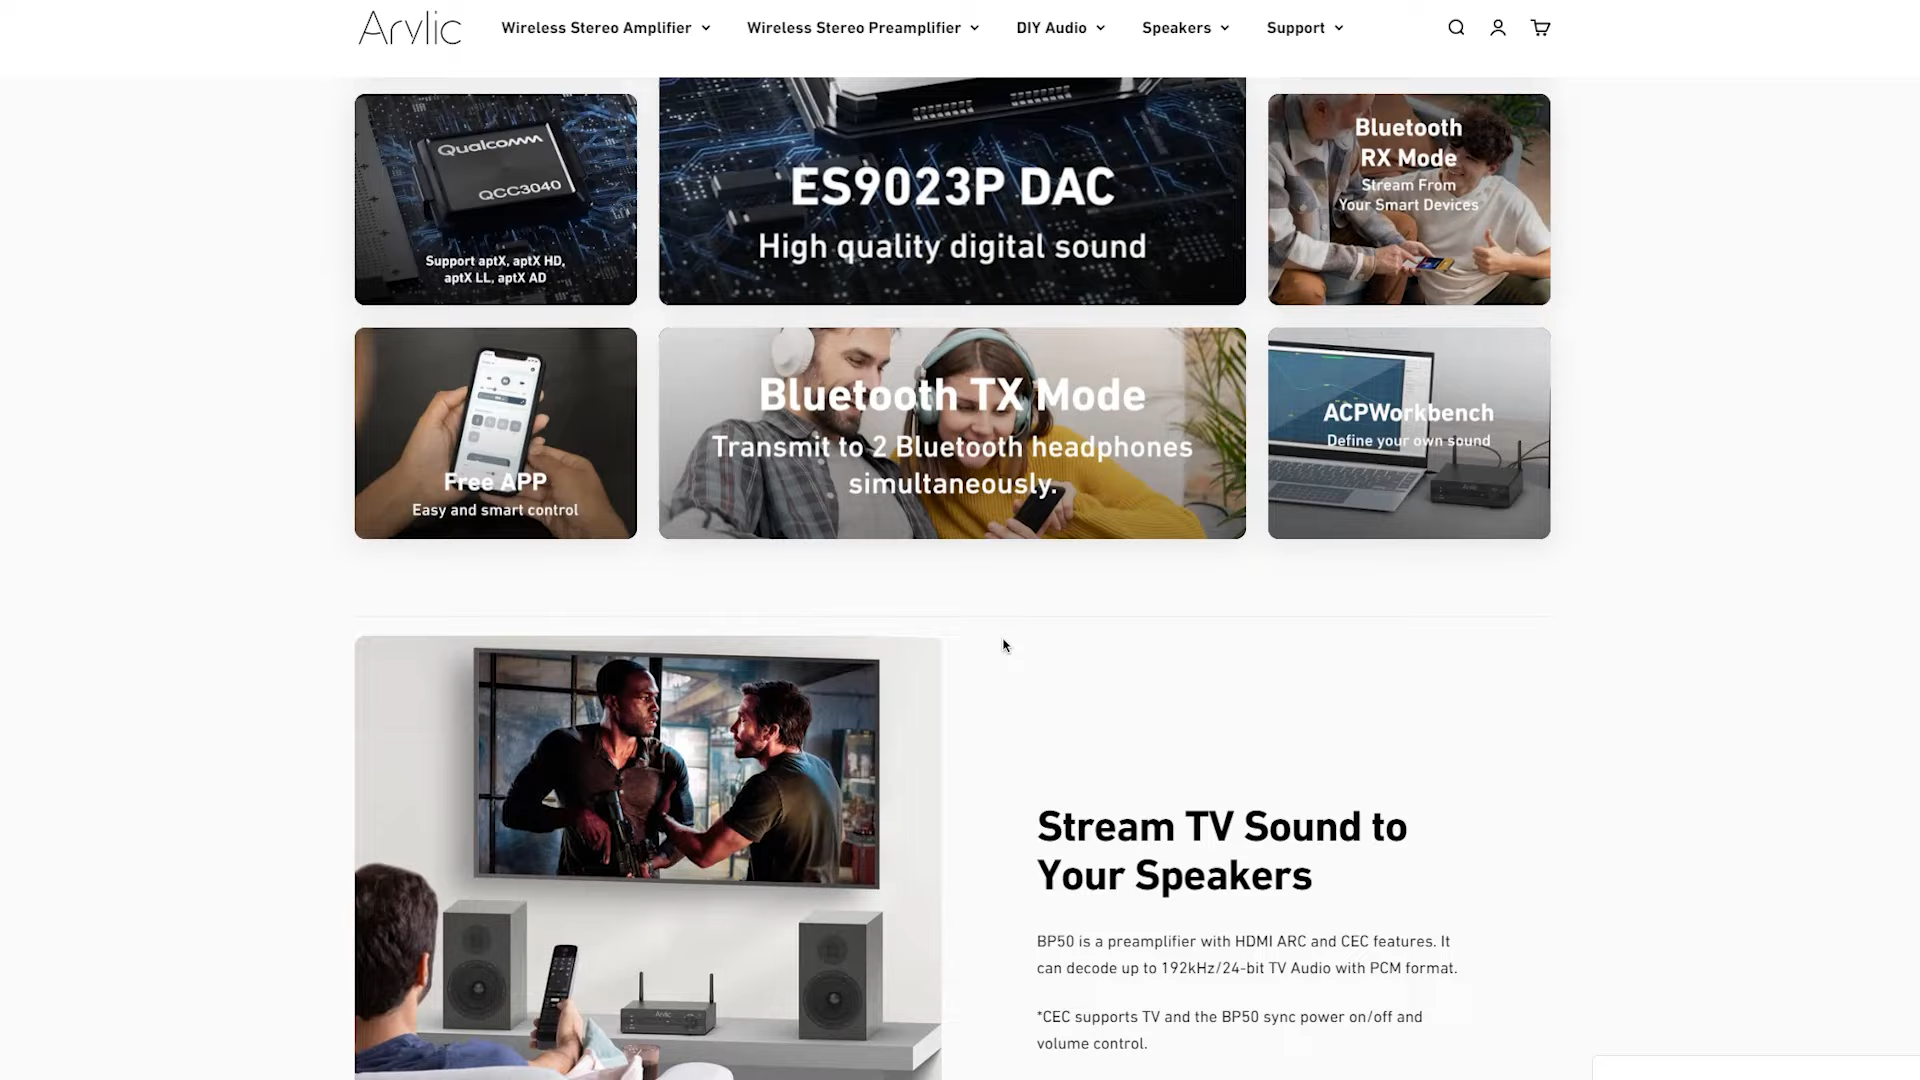 Arylic
Wireless Stereo Amplifier
Wireless Stereo Preamplifier
DIY Audio
Speakers
Support
Qualcomm
QCC3040
Support aptX, aptX HD,
aptX LL, aptX AD
ES9023P DAC
High quality digital sound
Bluetooth
RX Mode
Stream From
Your Smart Devices
Free APP
Easy and smart control
Bluetooth TX Mode
Transmit to 2 Bluetooth headphones
simultaneously.
ACPWorkbench
Define your own sound
Arylic
Stream TV Sound to
Your Speakers
BP50 is a preamplifier with HDMI ARC and CEC features. It
can decode up to 192kHz/24-bit TV Audio with PCM format.
*CEC supports TV and the BP50 sync power on/off and
volume control.